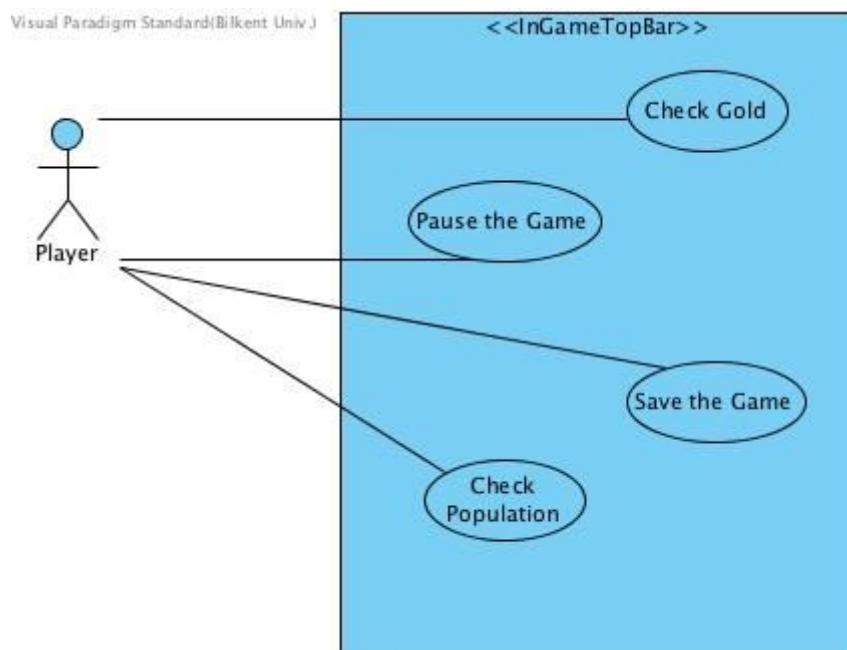 Visual Paradigm Standard(Bilkent Univ.)
<<InGameTopBar>>
Check Gold
Pause the Game
Player
Save the Game
Check
Population